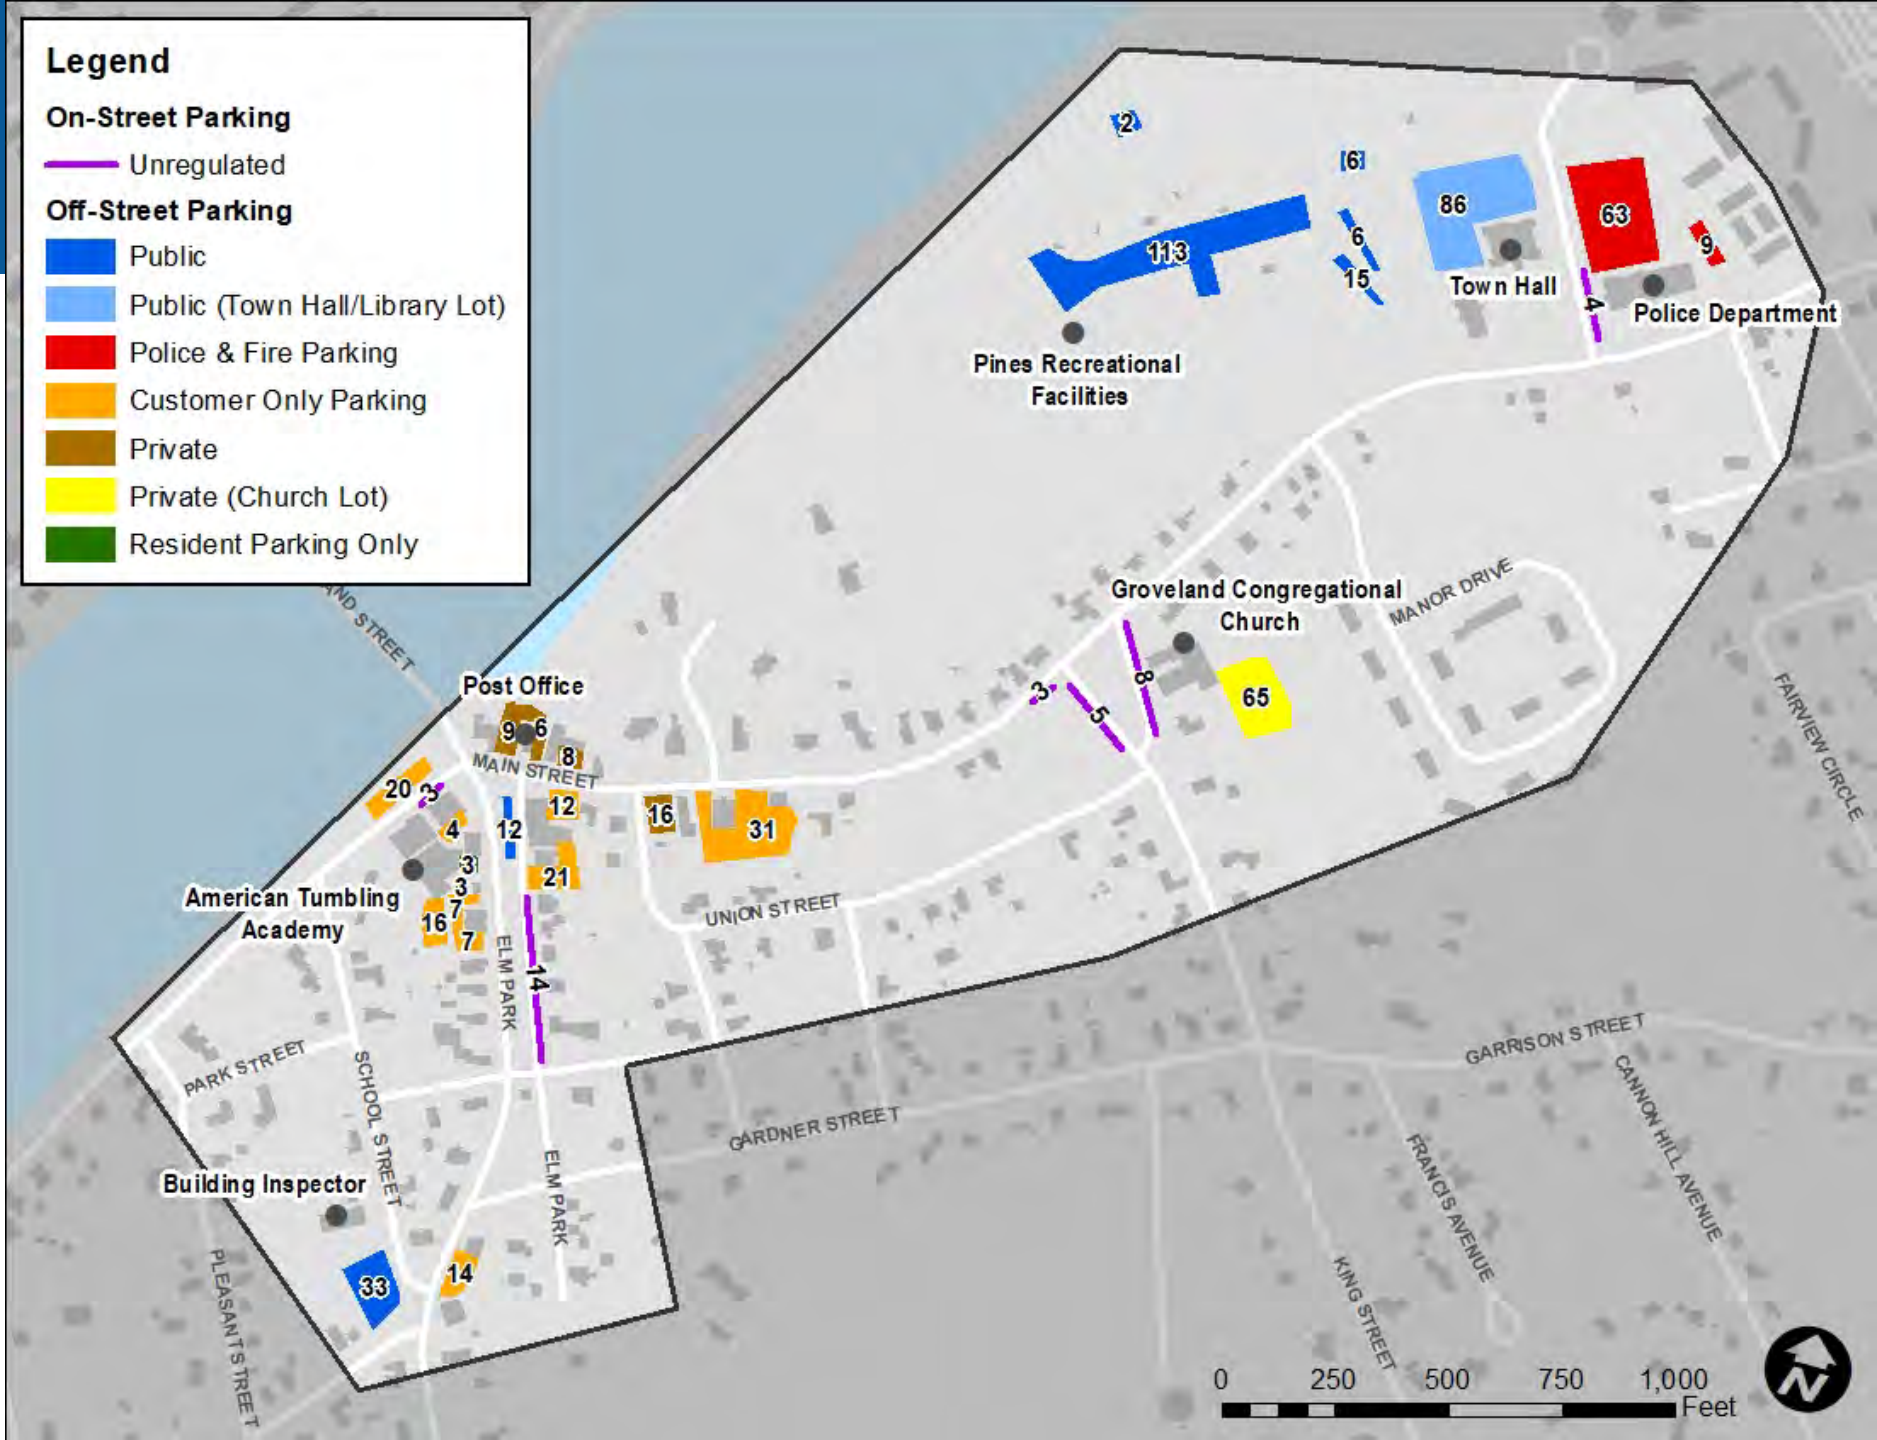 Legend
On-Street Parking
Unregulated
Off-Street Parking
Public
Public (Town Hall/Library Lot)
Police & Fire Parking
Customer Only Parking
Private
Private (Church Lot)
Resident Parking Only
2
6
86
63
9
113
6
15
4
Town Hall
Police Department
Pines Recreational
Facilities
Groveland Congregational
Church
MANOR DRIVE
AND STREET
Post Office
3
5
8
65
FAIRVIEW CIRCLE
9
6
8
MAIN STREET
20
3
12
16
31
4
12
3
21
3
American Tumbling
Academy
7
16
7
UNION STREET
ELM PARK
14
PARK STREET
SCHOOL STREET
GARRISON STREET
CANNON HILL AVENUE
GARDNER STREET
FRANCIS AVENUE
ELM PARK
Building Inspector
PLEASANT STREET
33
14
KING STREET
0 250 500 750 1,000
Feet
N